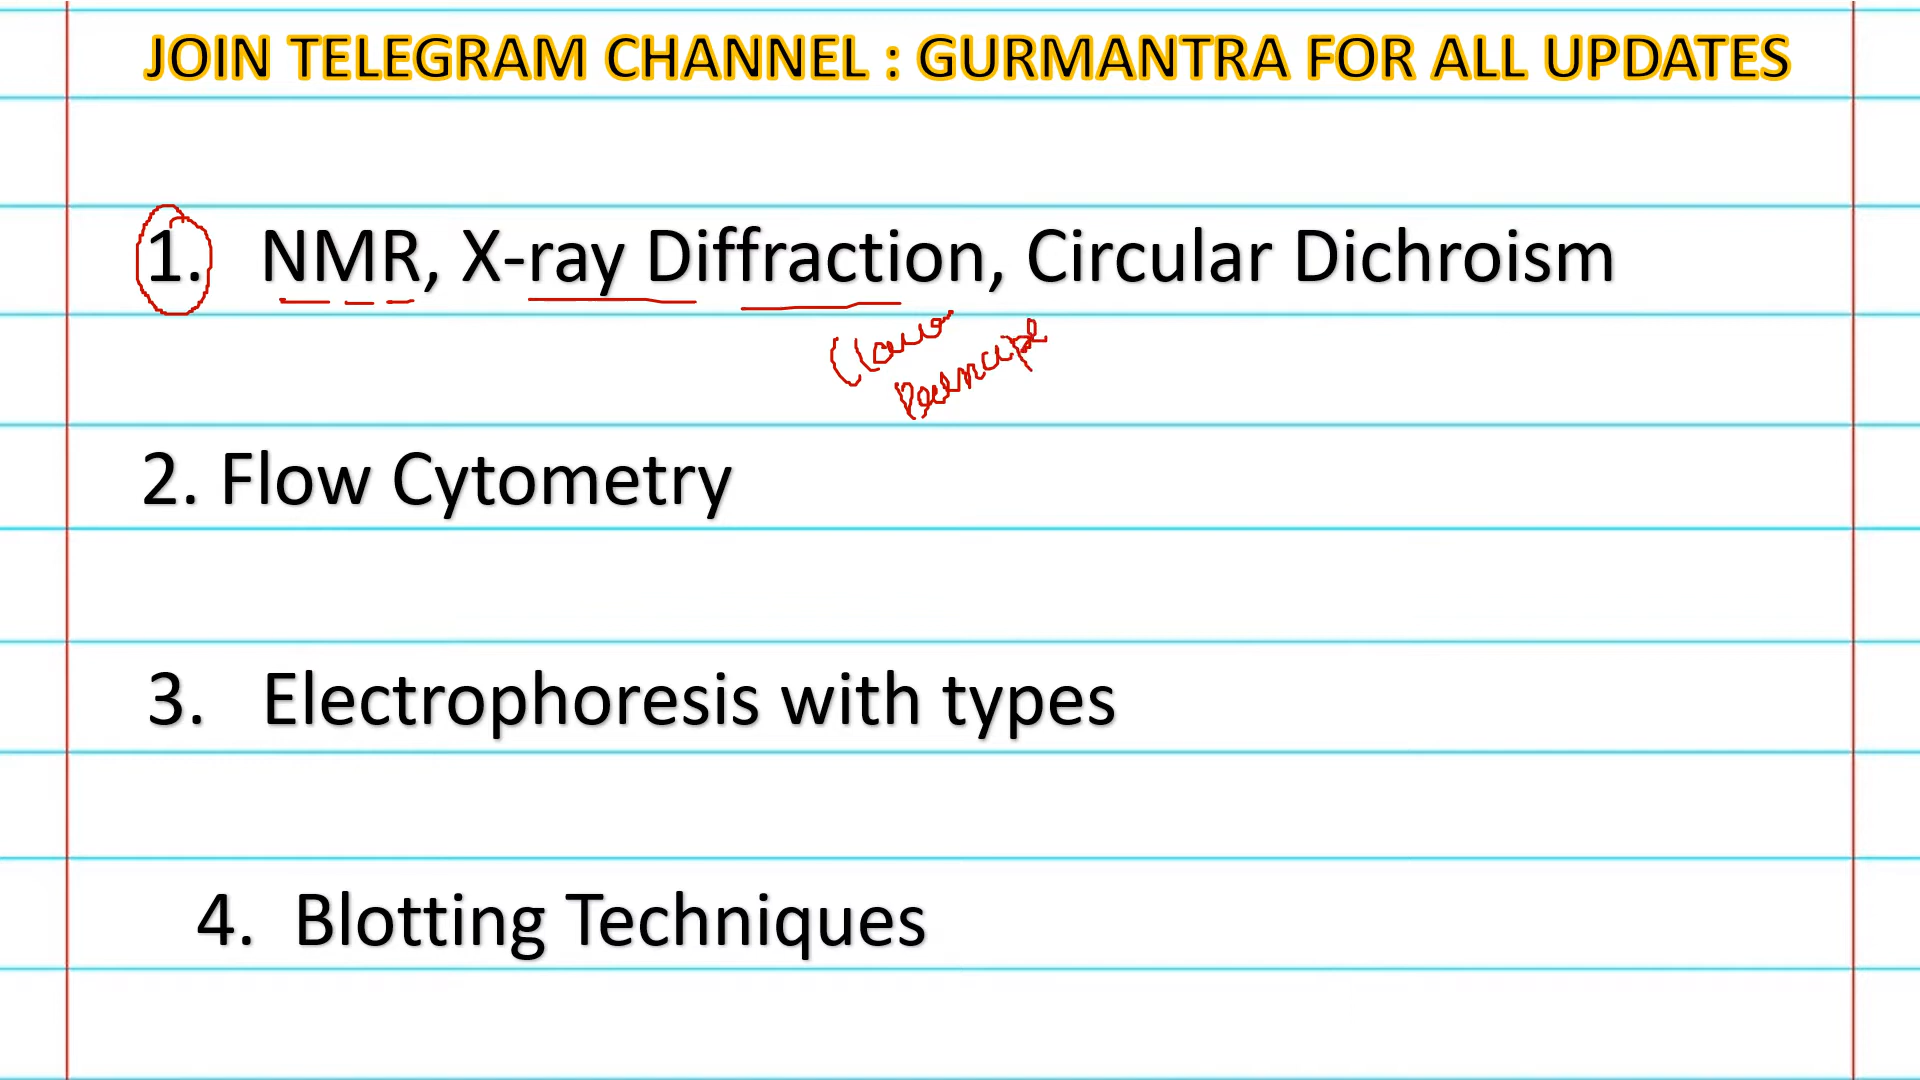 JOIN TELEGRAM CHANNEL : GURMANTRA FOR ALL UPDATES
1. NMR, X-ray Diffraction, Circular Dichroism
2. Flow Cytometry
3. Electrophoresis with types
4. Blotting Techniques